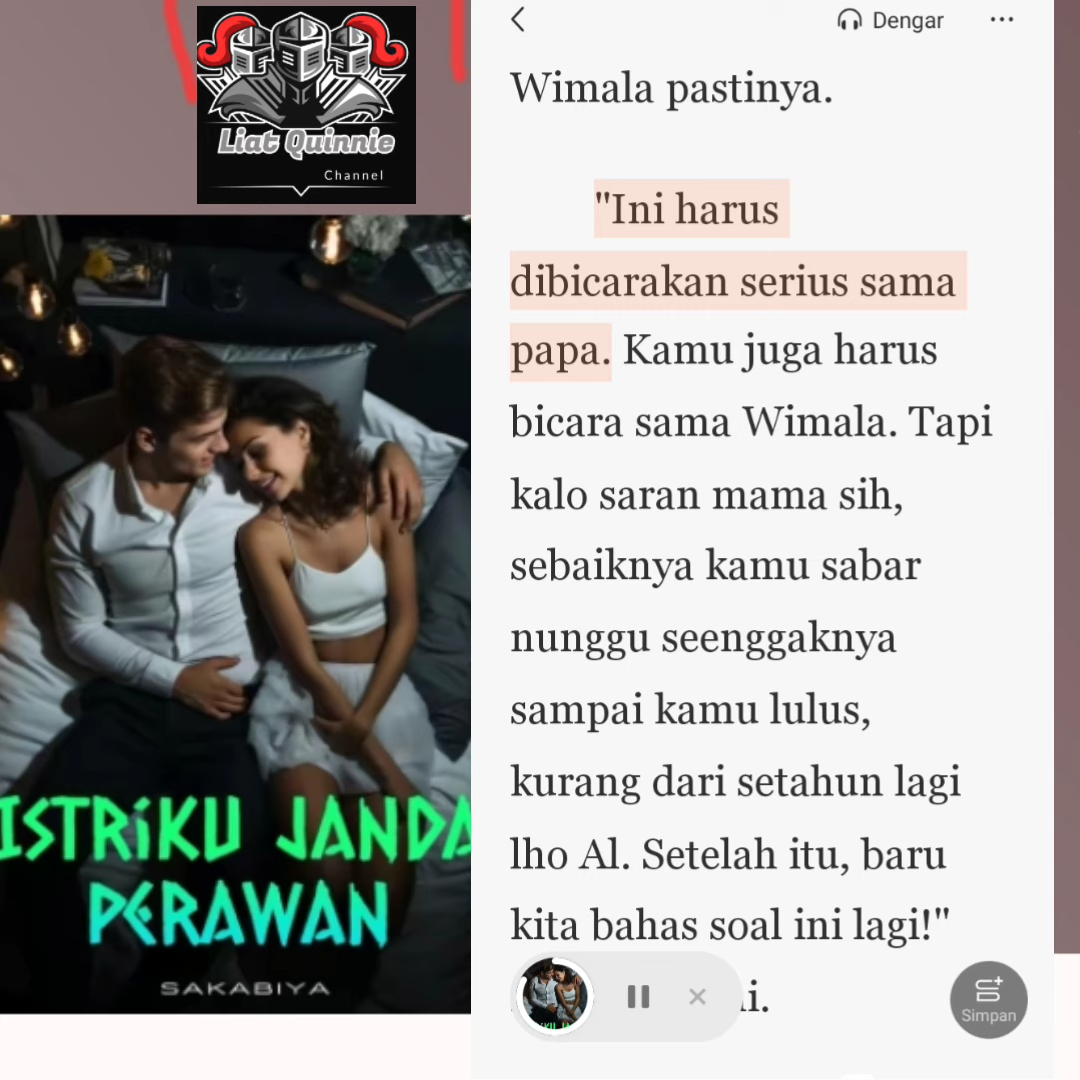 Liat Quinnie
Channel
ISTRIKU JANDA
PERAWAN
SAKABIYA
Dengar
Wimala pastinya.
"Ini harus
dibicarakan serius sama
papa. Kamu juga harus
bicara sama Wimala. Tapi
kalo saran mama sih,
sebaiknya kamu sabar
nunggu seenggaknya
sampai kamu lulus,
kurang dari setahun lagi
lho Al. Setelah itu, baru
kita bahas soal ini lagi!"
Simpan